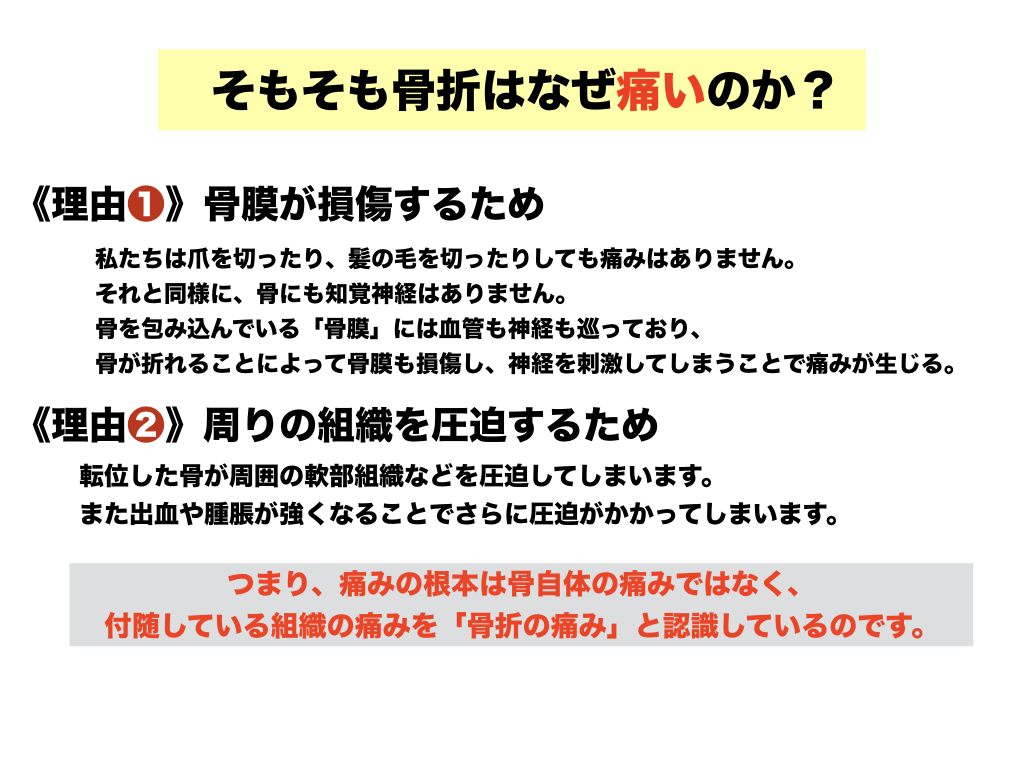 そもそも骨折はなぜ痛いのか？
《理由❶》骨膜が損傷するため
私たちは爪を切ったり、髪の毛を切ったりしても痛みはありません。
それと同様に、骨にも知覚神経はありません。
骨を包み込んでいる「骨膜」には血管も神経も巡っており、
骨が折れることによって骨膜も損傷し、神経を刺激してしまうことで痛みが生じる。
《理由❷》周りの組織を圧迫するため
転位した骨が周囲の軟部組織などを圧迫してしまいます。
また出血や腫脹が強くなることでさらに圧迫がかかってしまいます。
つまり、痛みの根本は骨自体の痛みではなく、
付随している組織の痛みを「骨折の痛み」と認識しているのです。